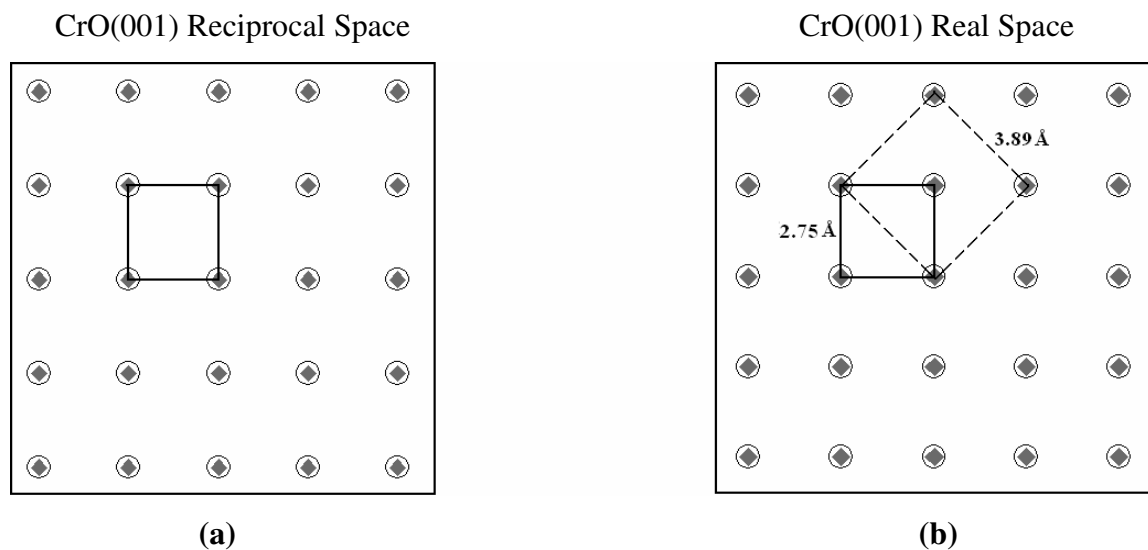 CrO(001) Reciprocal Space
CrO(001) Real Space
3.89 Å
2.75 Å
(a)
(b)